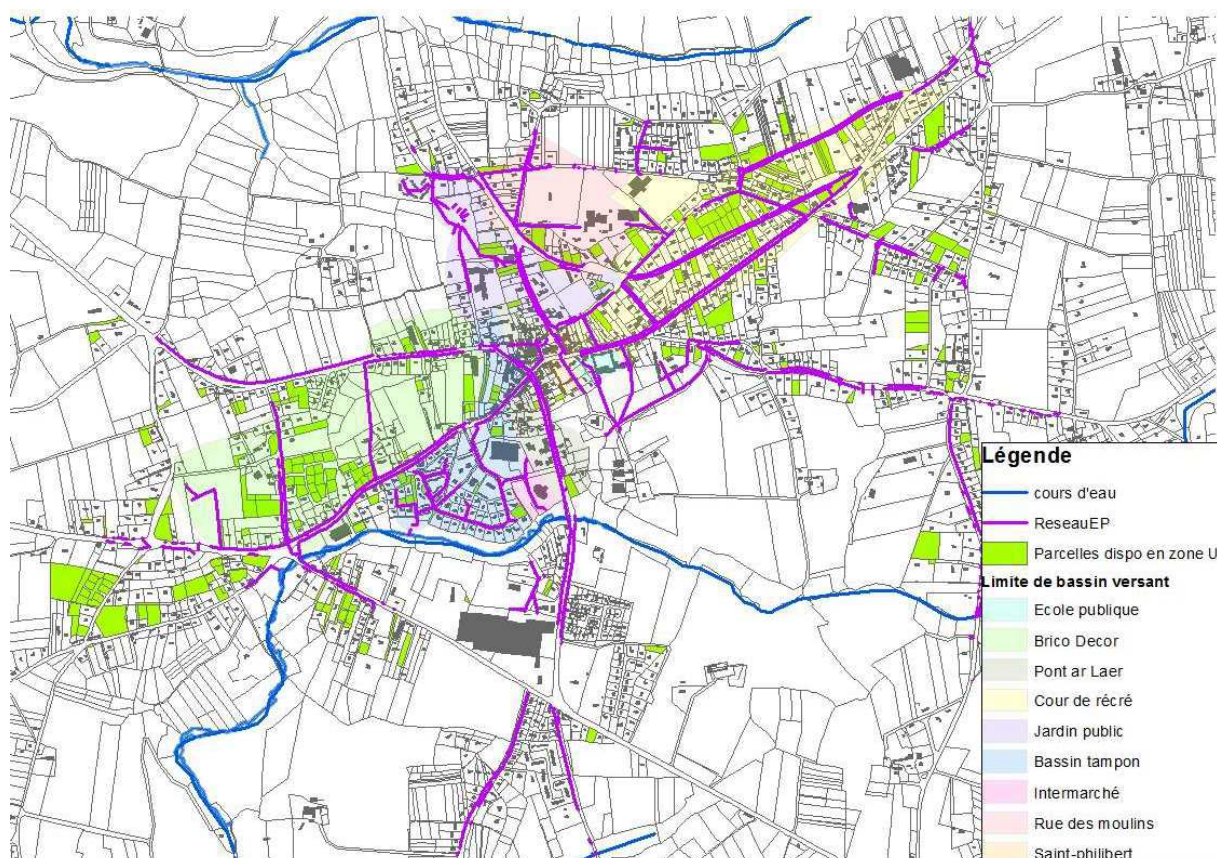 Légende
cours d'eau
ReseauEP
Parcelles dispo en zone U
Limite de bassin versant
Ecole publique
Brico Decor
Pont ar Laer
Cour de récré
Jardin public
Bassin tampon
Intermarché
Rue des moulins
Saint-philibert